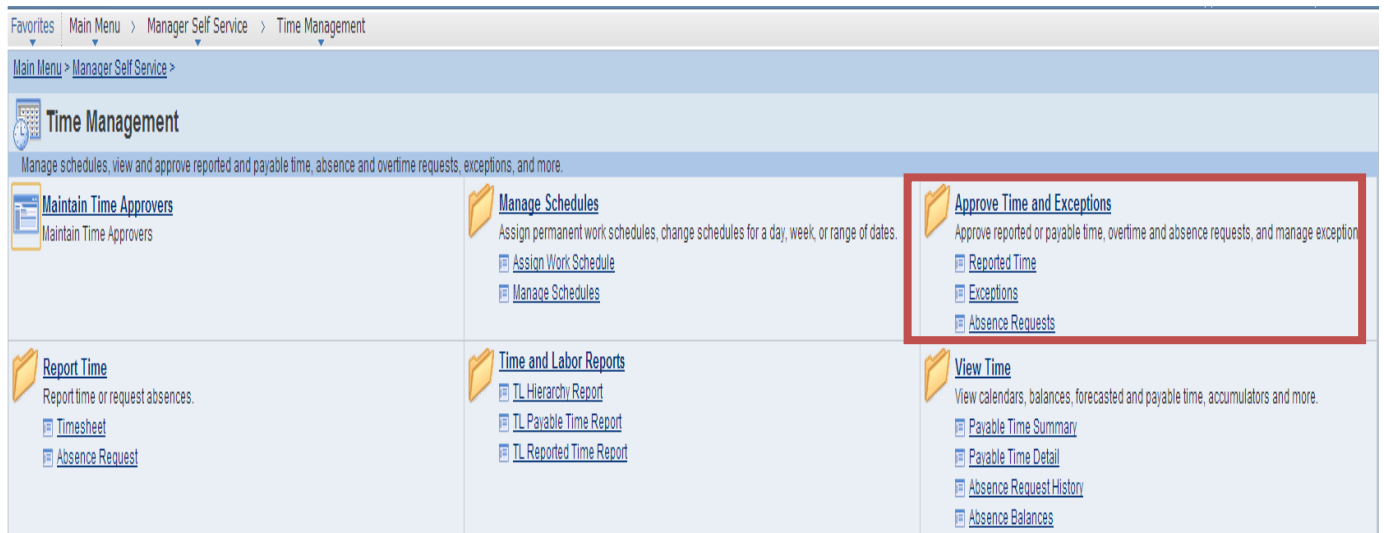 Favorites Main Menu > Manager Self Service > Time Management
Main Menu > Manager Self Service >
Time Management
Manage schedules, view and approve reported and payable time, absence and overtime requests, exceptions, and more.
Maintain Time Approvers
Maintain Time Approvers
Manage Schedules
Assign permanent work schedules, change schedules for a day, week, or range of dates.
Assign Work Schedule
Manage Schedules
Approve Time and Exceptions
Approve reported or payable time, overtime and absence requests, and manage exception
Reported Time
Exceptions
Absence Requests
Report Time
Report time or request absences.
Timesheet
Absence Request
Time and Labor Reports
TL Hierarchy Report
TL Payable Time Report
TL Reported Time Report
View Time
View calendars, balances, forecasted and payable time, accumulators and more.
Payable Time Summary
Payable Time Detail
Absence Request History
Absence Balances